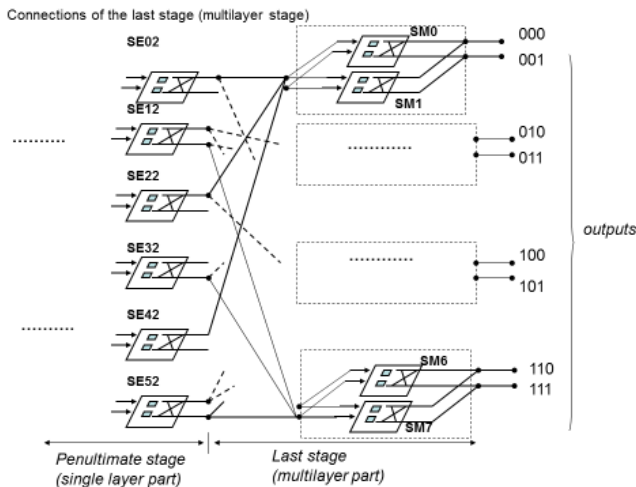 Connections of the last stage (multilayer stage)
SE02
SM0
000
001
SM1
SE12
010
011
SE22
outputs
SE32
100
101
SE42
SE52
SM6
110
111
SM7
Penultimate stage
(single layer part)
Last stage
(multilayer part)